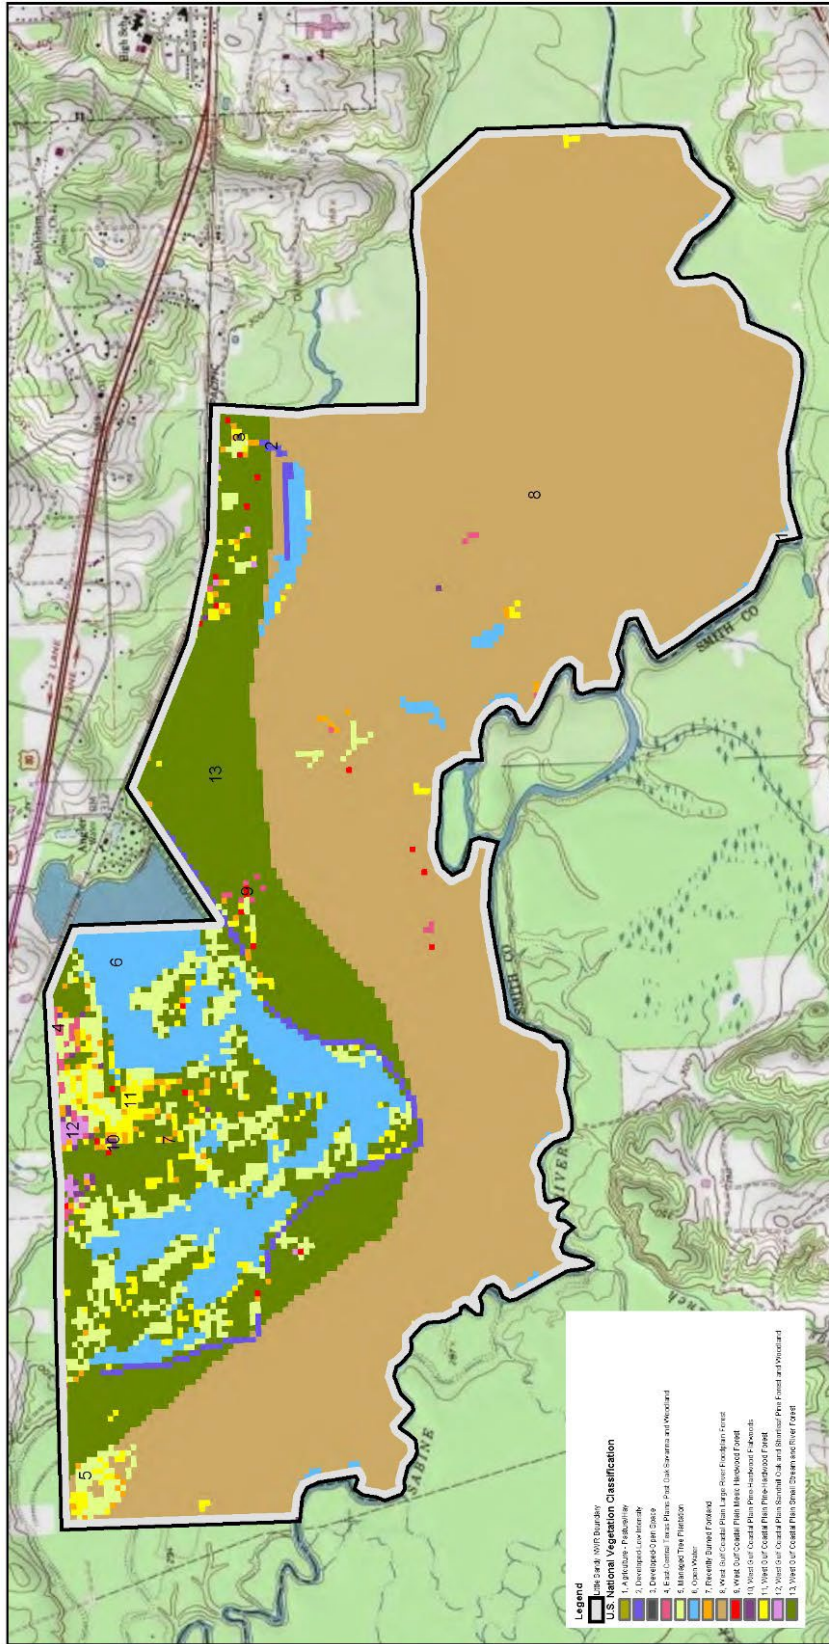 Legend
Little Sandy NWR Boundary
U.S. National Vegetation Classification
1, Agriculture - Pasture/Hay
2, Developed-Low Intensity
3, Developed-Open Space
4, East-Central Texas Plains Post Oak Savanna and Woodland
5, Managed Tree Plantation
6, Open Water
7, Recently Burned Forbland
8, West Gulf Coastal Plain Large River Floodplain Forest
9, West Gulf Coastal Plain Mesic Hardwood Forest
10, West Gulf Coastal Plain Pine-Hardwood Flatwoods
11, West Gulf Coastal Plain Pine-Hardwood Forest
12, West Gulf Coastal Plain Sandhill Oak and Shortleaf Pine Forest and Woodland
13, West Gulf Coastal Plain Small Stream and River Forest
5
12
10
7
11
4
6
9
13
3
2
8
1
SABINE
RIVER
SMITH CO
SMITH CO
2 LANE
Bethlehem
High Sch